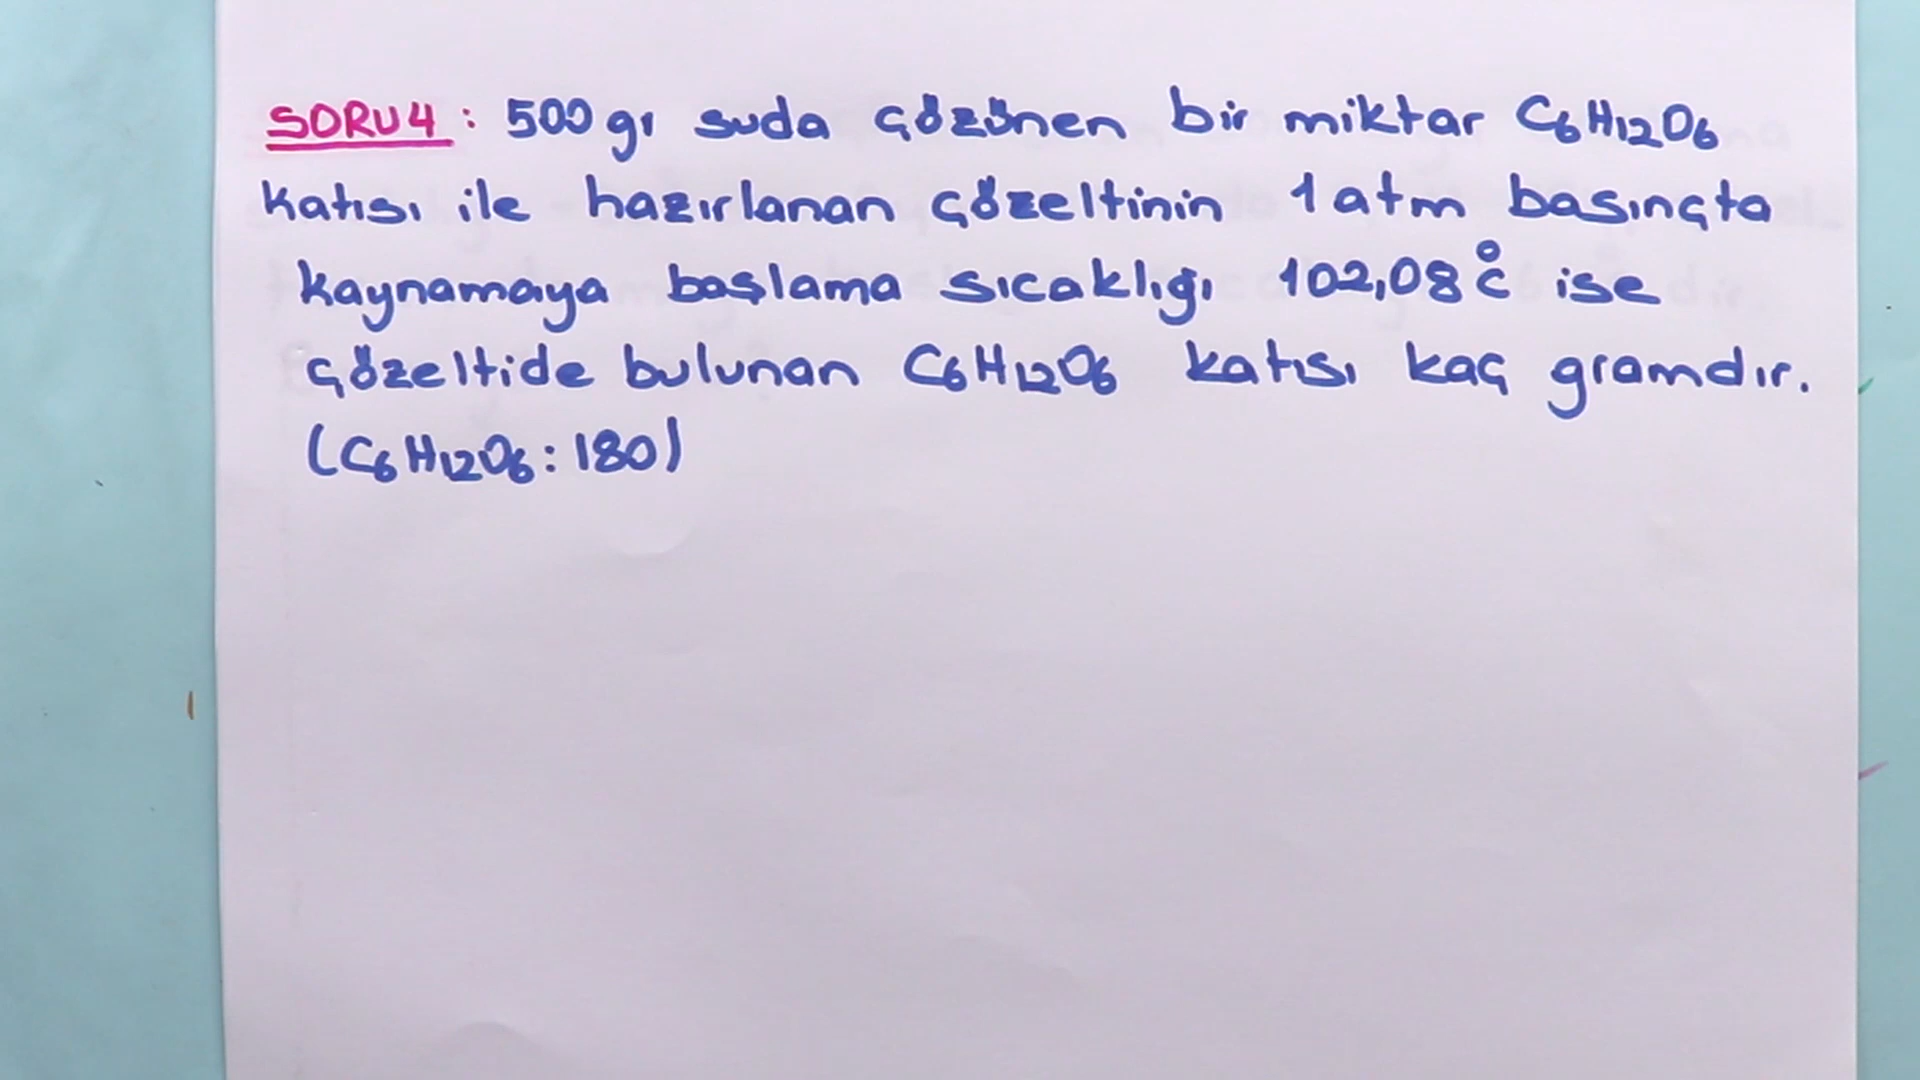 SORU4: 500 gr suda çözünen bir miktar C₆H₁₂O₆
katısı ile hazırlanan çözeltinin 1 atm basınçta
kaynamaya başlama sıcaklığı 102,08°C ise
çözeltide bulunan C₆H₁₂O₆ katısı kaç gramdır.
(C₆H₁₂O₆: 180)